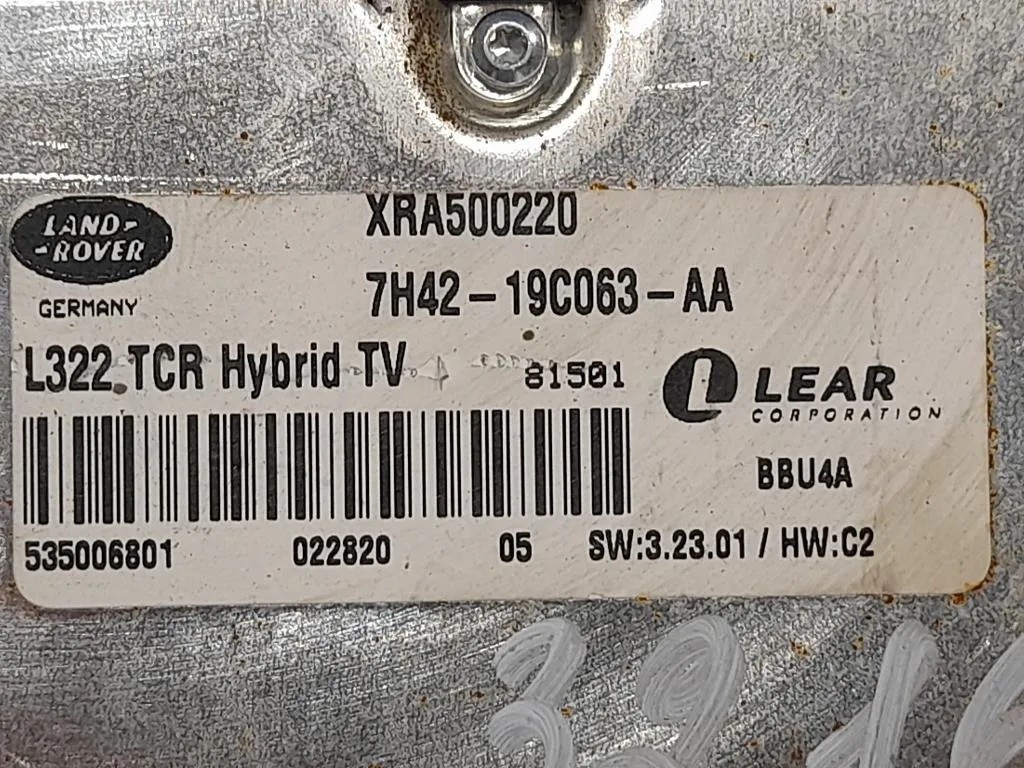 LAND-
-ROVER
GERMANY
XRA500220
7H42-19C063-AA
L322 TCR Hybrid TV
81501
LEAR
CORPORATION
BBU4A
535006801 022820 05 SW:3.23.01 / HW:C2